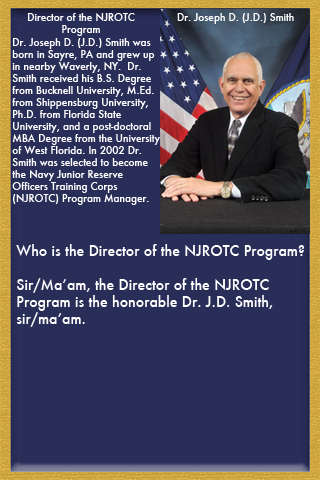 Director of the NJROTC
Program
Dr. Joseph D. (J.D.) Smith
Dr. Joseph D. (J.D.) Smith was
born in Sayre, PA and grew up
in nearby Waverly, NY.  Dr.
Smith received his B.S. Degree
from Bucknell University, M.Ed.
from Shippensburg University,
Ph.D. from Florida State
University, and a post-doctoral
MBA Degree from the University
of West Florida. In 2002 Dr.
Smith was selected to become
the Navy Junior Reserve
Officers Training Corps
(NJROTC) Program Manager.
Who is the Director of the NJROTC Program?
Sir/Ma'am, the Director of the NJROTC
Program is the honorable Dr. J.D. Smith,
sir/ma'am.